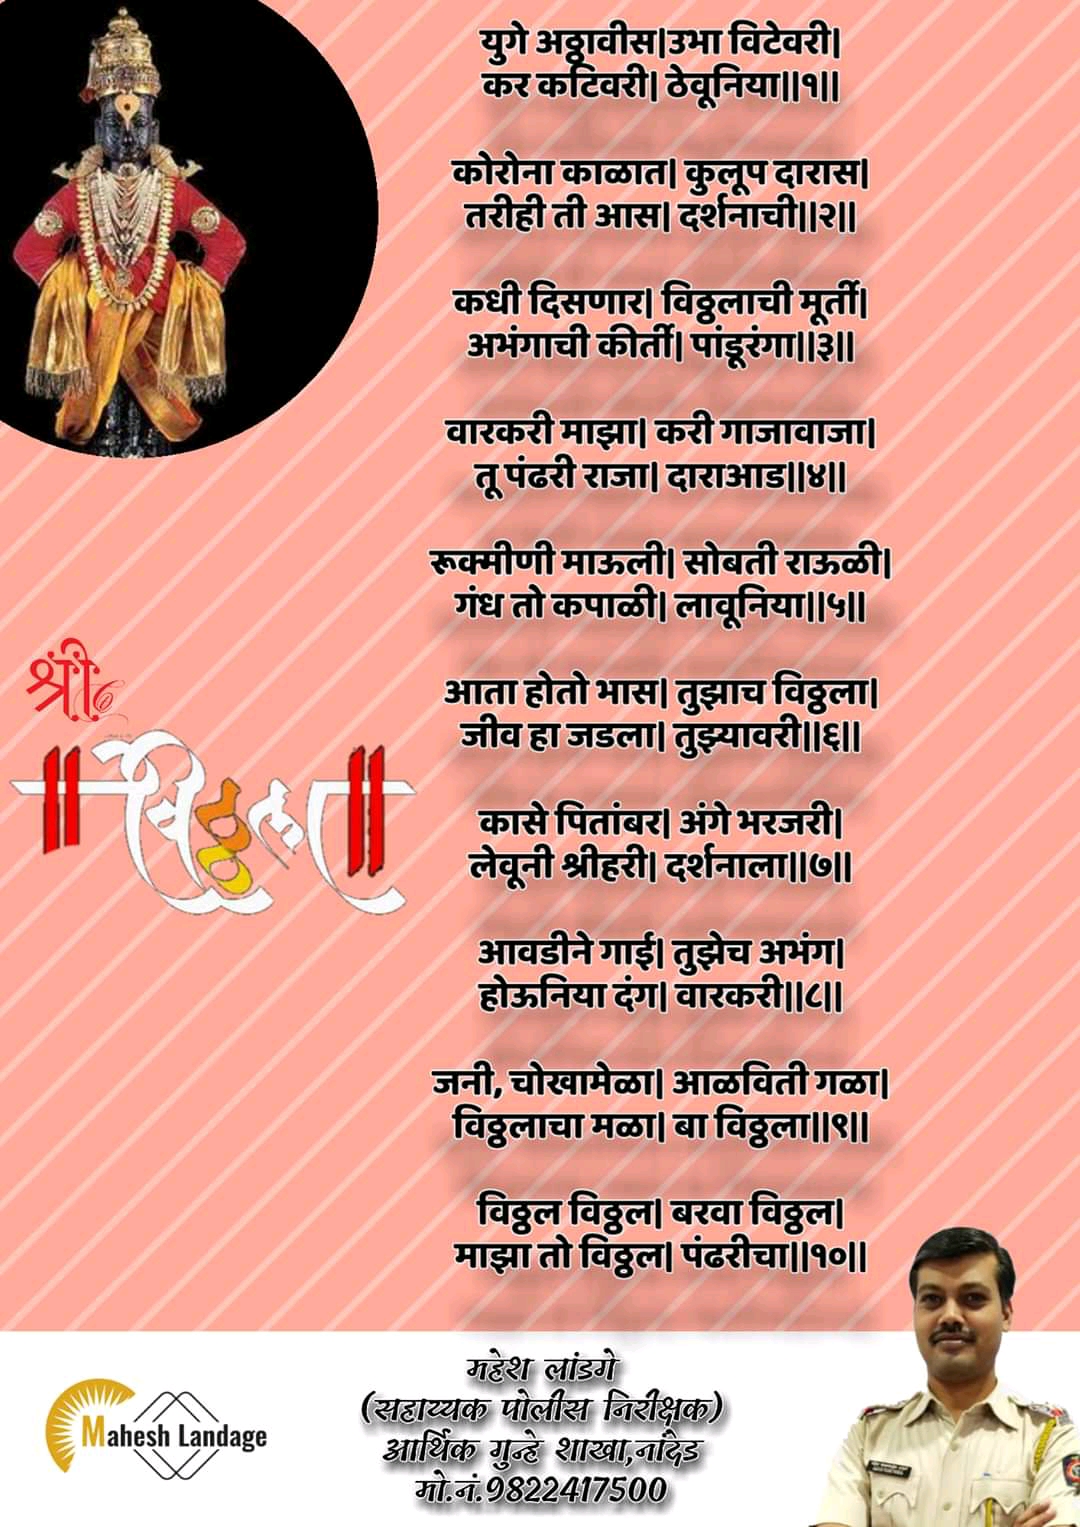 युगे अठ्ठावीस|उभा विटेवरी|
कर कटिवरी| ठेवूनिया||१||
कोरोना काळात| कुलूप दारास|
तरीही ती आस| दर्शनाची||२||
कधी दिसणार| विठ्ठलाची मूर्ती|
अभंगाची कीर्ती| पांडूरंगा||३||
वारकरी माझा| करी गाजावाजा|
तू पंढरी राजा| दाराआड||४||
रूक्मीणी माऊली| सोबती राऊळी|
गंध तो कपाळी| लावूनिया||५||
आता होतो भास| तुझाच विठ्ठला|
जीव हा जडला| तुझ्यावरी||६||
कासे पितांबर| अंगे भरजरी|
लेवूनी श्रीहरी| दर्शनाला||७||
आवडीने गाई| तुझेच अभंग|
होऊनिया दंग| वारकरी||८||
जनी, चोखामेळा| आळविती गळा|
विठ्ठलाचा मळा| बा विठ्ठला||९||
विठ्ठल विठ्ठल| बरवा विठ्ठल|
माझा तो विठ्ठल| पंढरीचा||१०||
श्री
||विठ्ठल||
महेश लांडगे
(सहाय्यक पोलीस निरीक्षक)
आर्थिक गुन्हे शाखा,नांदेड
मो.नं.9822417500
Mahesh Landage